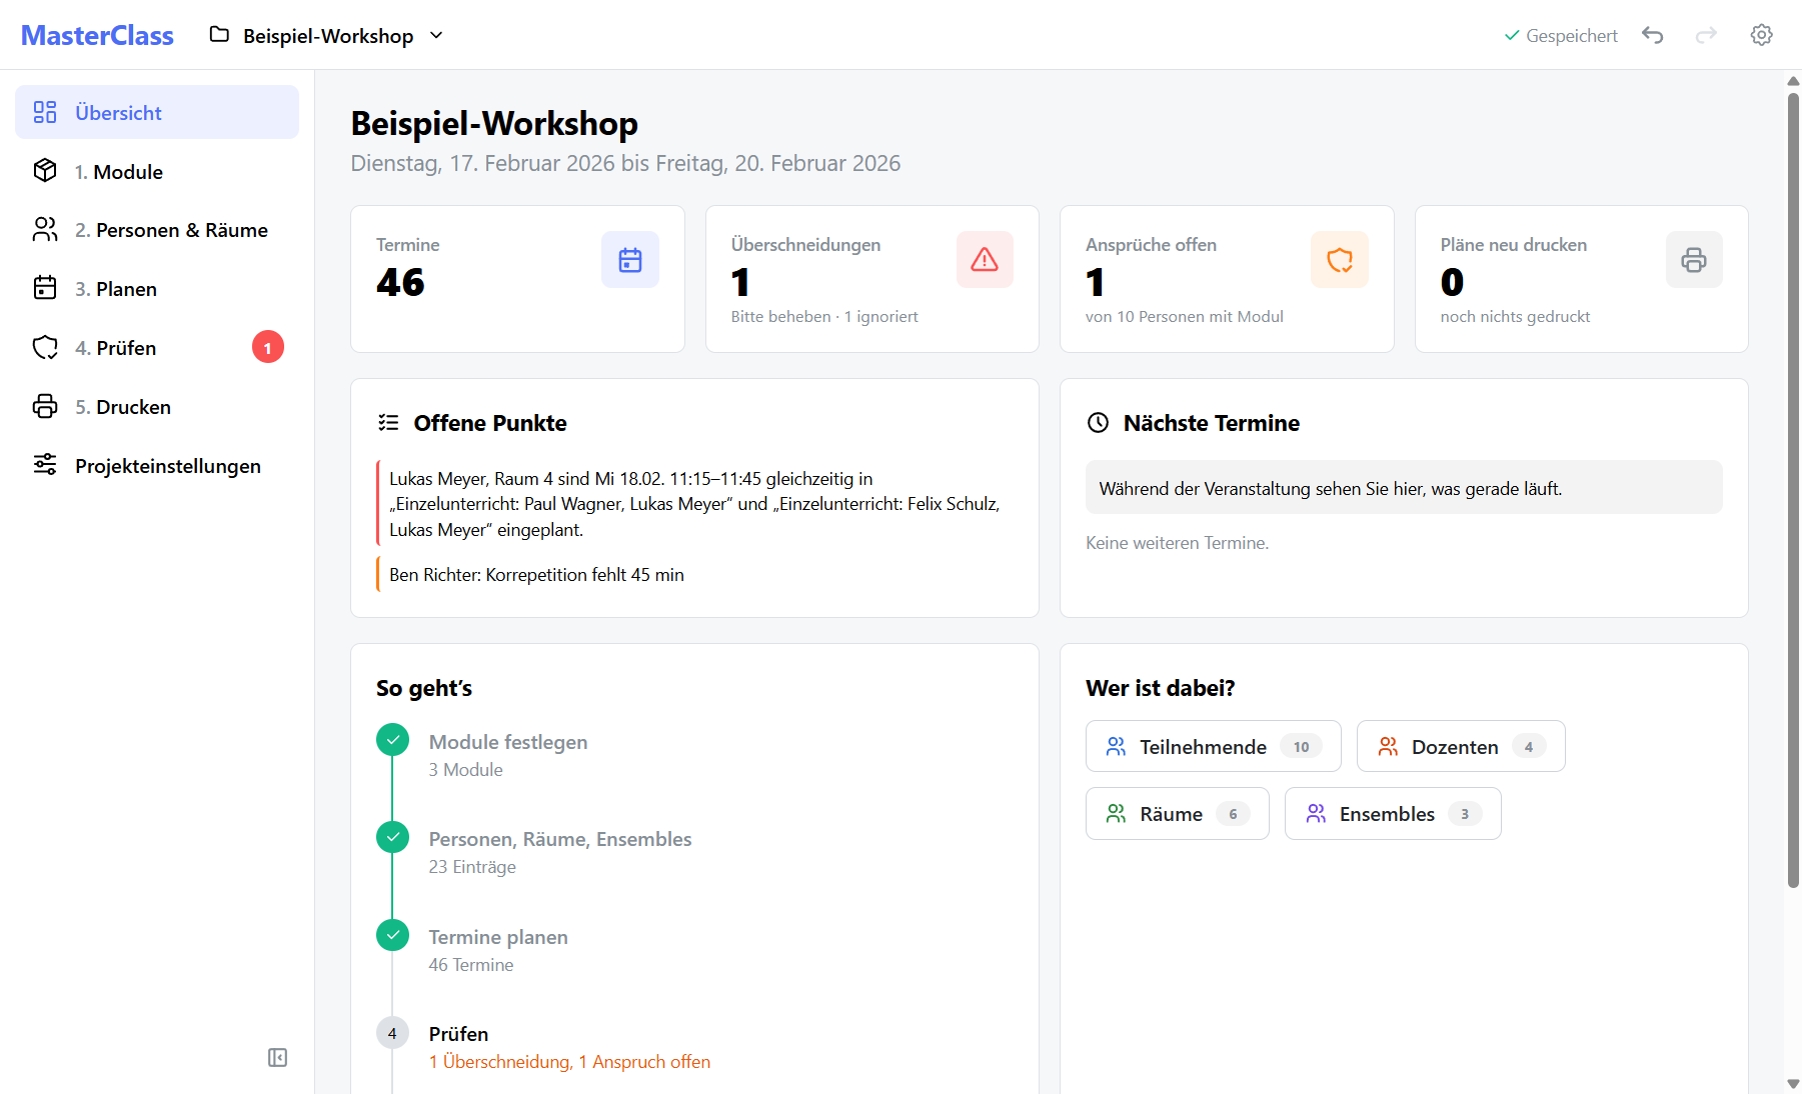 MasterClass
Beispiel-Workshop
Gespeichert
Übersicht
1. Module
2. Personen & Räume
3. Planen
4. Prüfen
1
5. Drucken
Projekteinstellungen
Beispiel-Workshop
Dienstag, 17. Februar 2026 bis Freitag, 20. Februar 2026
Termine
46
Überschneidungen
1
Bitte beheben · 1 ignoriert
Ansprüche offen
1
von 10 Personen mit Modul
Pläne neu drucken
0
noch nichts gedruckt
Offene Punkte
Lukas Meyer, Raum 4 sind Mi 18.02. 11:15–11:45 gleichzeitig in
„Einzelunterricht: Paul Wagner, Lukas Meyer“ und „Einzelunterricht: Felix Schulz,
Lukas Meyer“ eingeplant.
Ben Richter: Korrepetition fehlt 45 min
Nächste Termine
Während der Veranstaltung sehen Sie hier, was gerade läuft.
Keine weiteren Termine.
So geht’s
Module festlegen
3 Module
Personen, Räume, Ensembles
23 Einträge
Termine planen
46 Termine
4
Prüfen
1 Überschneidung, 1 Anspruch offen
Wer ist dabei?
Teilnehmende 10
Dozenten 4
Räume 6
Ensembles 3